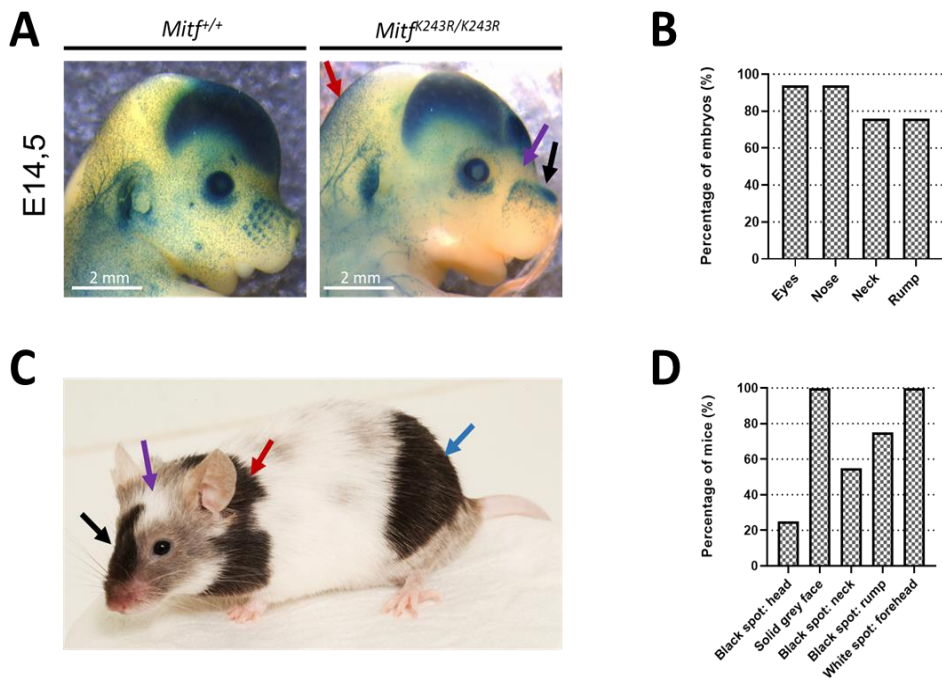 A
Mitf+/+
MitfK243R/K243R
E14,5
2 mm
2 mm
B
Percentage of embryos (%)
100
80
60
40
20
0
Eyes
Nose
Neck
Rump
C
D
Percentage of mice (%)
100
80
60
40
20
0
Black spot: head
Solid grey face
Black spot: neck
Black spot: rump
White spot: forehead